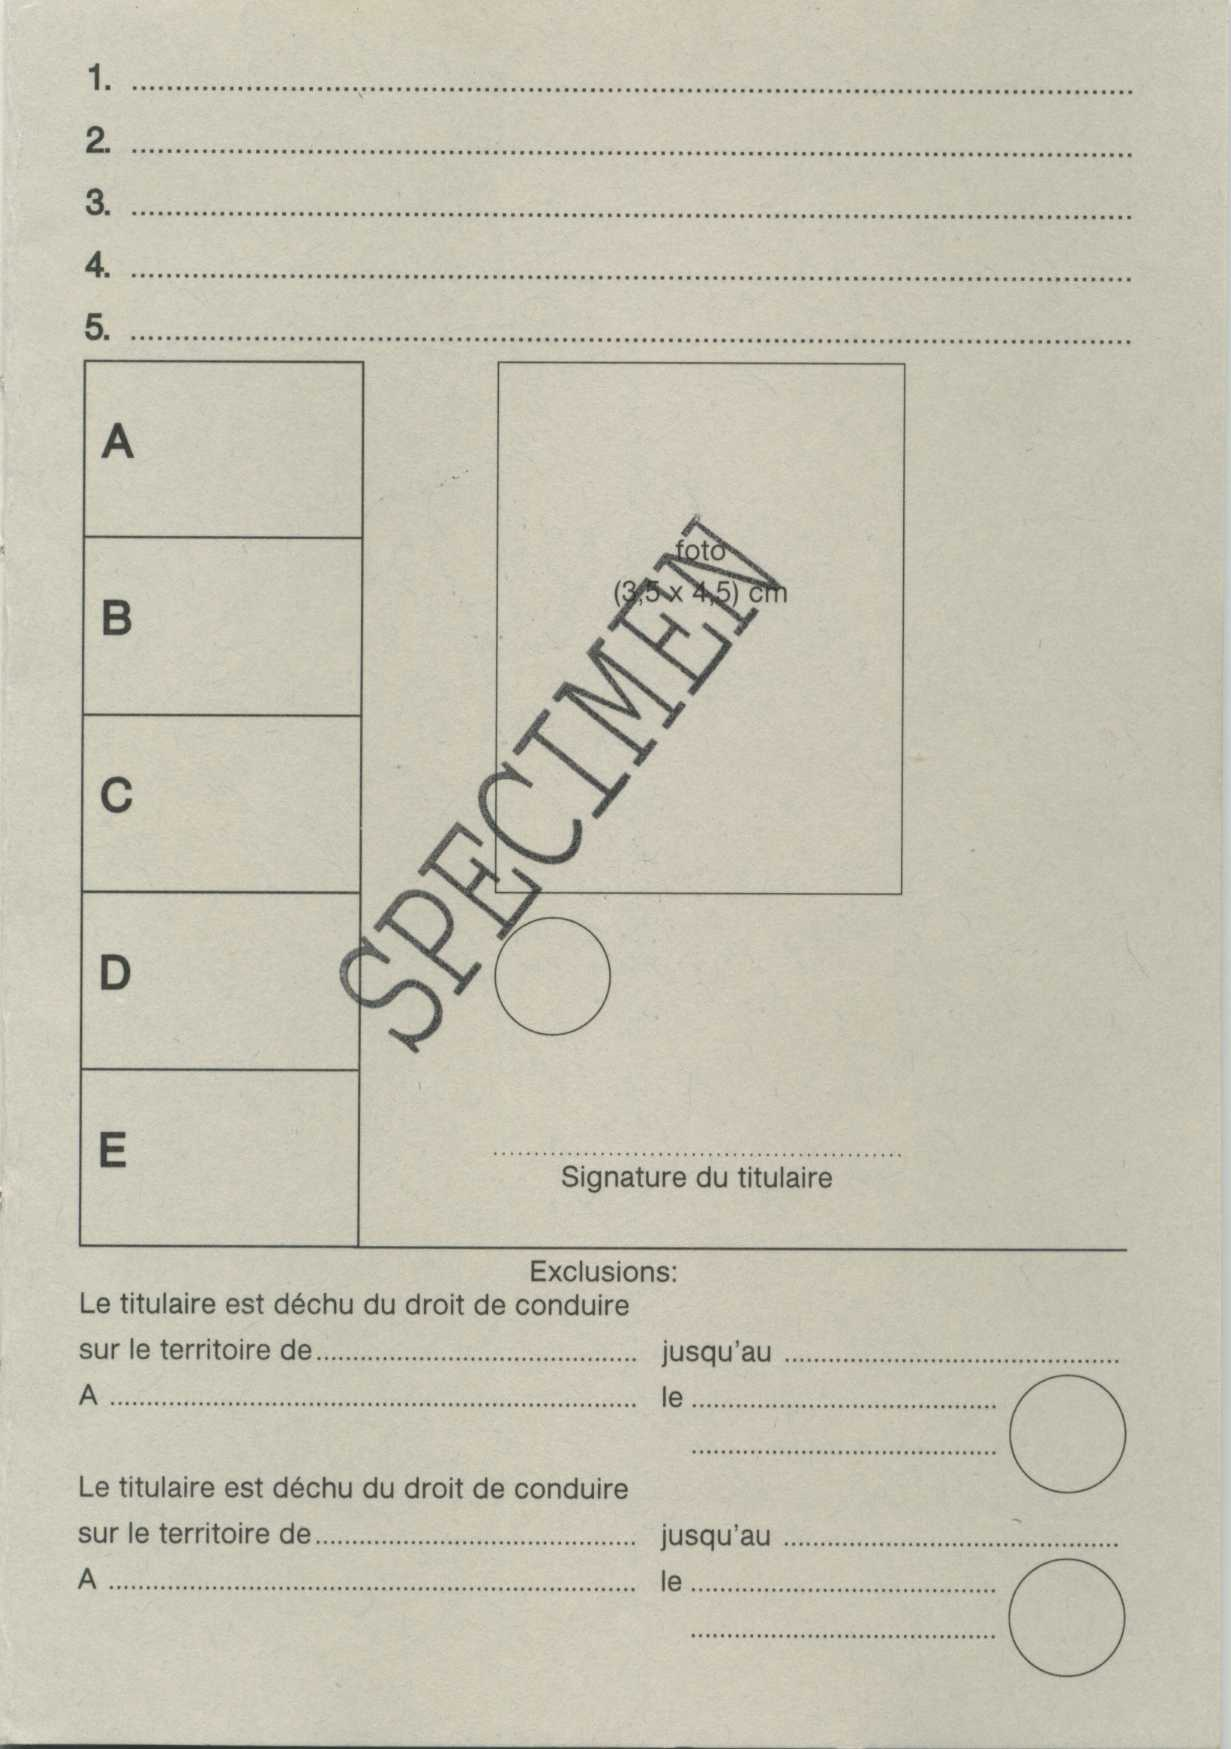 1. ........................................
2. ........................................
3. ........................................
4. ........................................
5. ........................................
A
B
C
D
E
foto
(3,5 x 4,5) cm
SPECIMEN
Signature du titulaire
Exclusions:
Le titulaire est déchu du droit de conduire
sur le territoire de........................ jusqu'au ........................
A ........................................ le ........................
........................
Le titulaire est déchu du droit de conduire
sur le territoire de........................ jusqu'au ........................
A ........................................ le ........................
........................